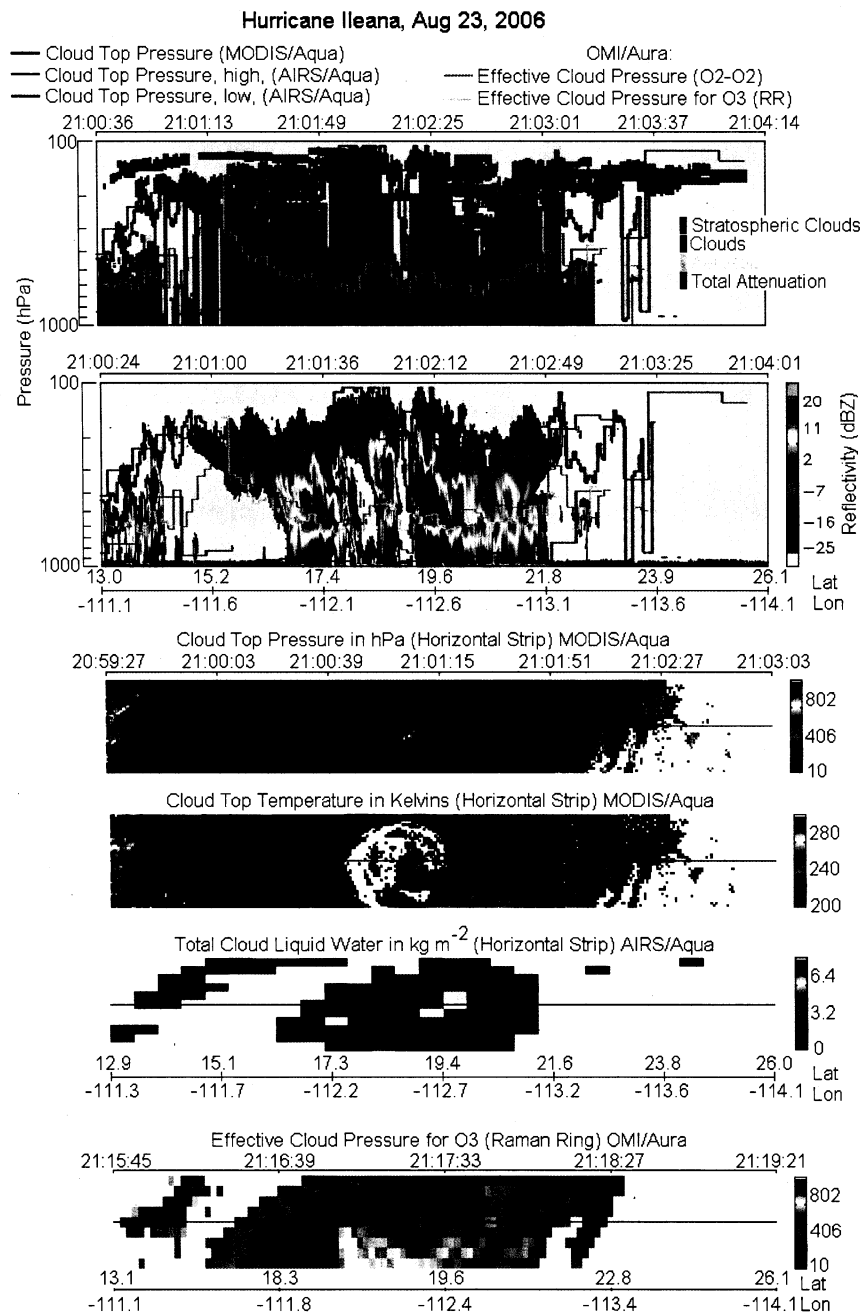 Hurricane Ileana, Aug 23, 2006
Cloud Top Pressure (MODIS/Aqua)
Cloud Top Pressure, high, (AIRS/Aqua)
Cloud Top Pressure, low, (AIRS/Aqua)
OMI/Aura:
Effective Cloud Pressure (O2-O2)
Effective Cloud Pressure for O3 (RR)
21:00:36 21:01:13 21:01:49 21:02:25 21:03:01 21:03:37 21:04:14
100
Stratospheric Clouds
Clouds
Total Attenuation
1000
Pressure (hPa)
21:00:24 21:01:00 21:01:36 21:02:12 21:02:49 21:03:25 21:04:01
100
20
11
2
-7
-16
-25
Reflectivity (dBZ)
1000
13.0 15.2 17.4 19.6 21.8 23.9 26.1 Lat
-111.1 -111.6 -112.1 -112.6 -113.1 -113.6 -114.1 Lon
Cloud Top Pressure in hPa (Horizontal Strip) MODIS/Aqua
20:59:27 21:00:03 21:00:39 21:01:15 21:01:51 21:02:27 21:03:03
802
406
10
Cloud Top Temperature in Kelvins (Horizontal Strip) MODIS/Aqua
280
240
200
Total Cloud Liquid Water in kg m-2 (Horizontal Strip) AIRS/Aqua
6.4
3.2
0
12.9 15.1 17.3 19.4 21.6 23.8 26.0 Lat
-111.3 -111.7 -112.2 -112.7 -113.2 -113.6 -114.1 Lon
Effective Cloud Pressure for O3 (Raman Ring) OMI/Aura
21:15:45 21:16:39 21:17:33 21:18:27 21:19:21
802
406
10
13.1 18.3 19.6 22.8 26.1 Lat
-111.1 -111.8 -112.4 -113.4 -114.1 Lon